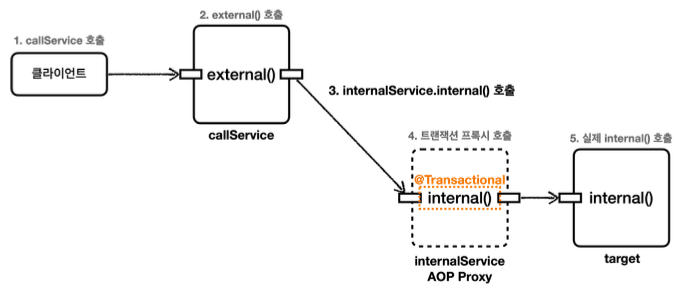 1. callService 호출
클라이언트
2. external() 호출
external()
callService
3. internalService.internal() 호출
4. 트랜잭션 프록시 호출
@Transactional
internal()
internalService
AOP Proxy
5. 실제 internal() 호출
internal()
target